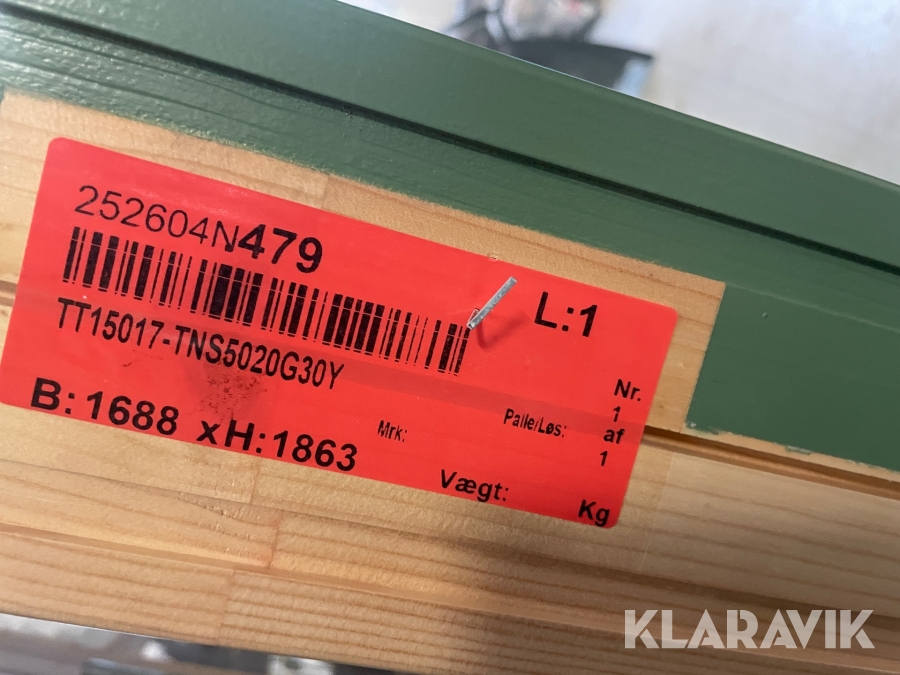 252604N479
L:1
TT15017-TNS5020G30Y
B:1688 xH:1863
Mrk:
Palle/Løs:
Nr.
1
af
1
Vægt:
Kg
KLARAVIK